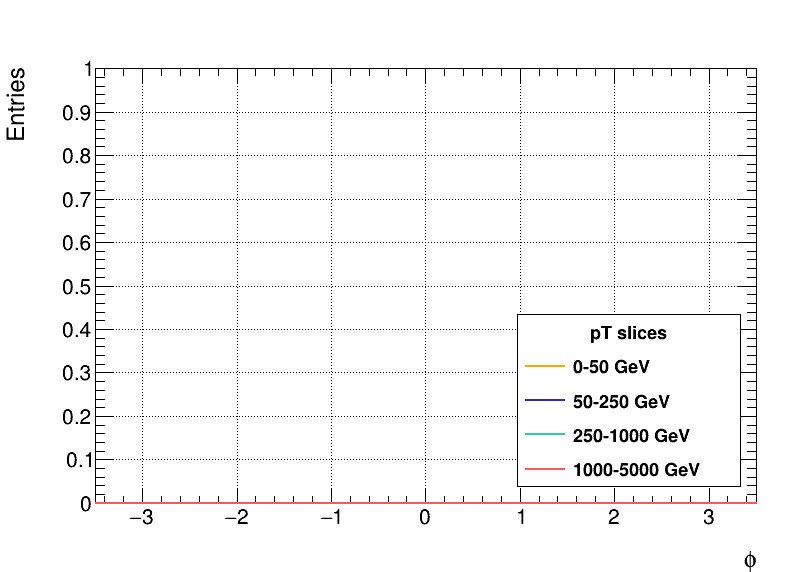 Entries
1
0.9
0.8
0.7
0.6
0.5
0.4
0.3
0.2
0.1
0
pT slices
0-50 GeV
50-250 GeV
250-1000 GeV
1000-5000 GeV
−3 −2 −1 0 1 2 3
ϕ